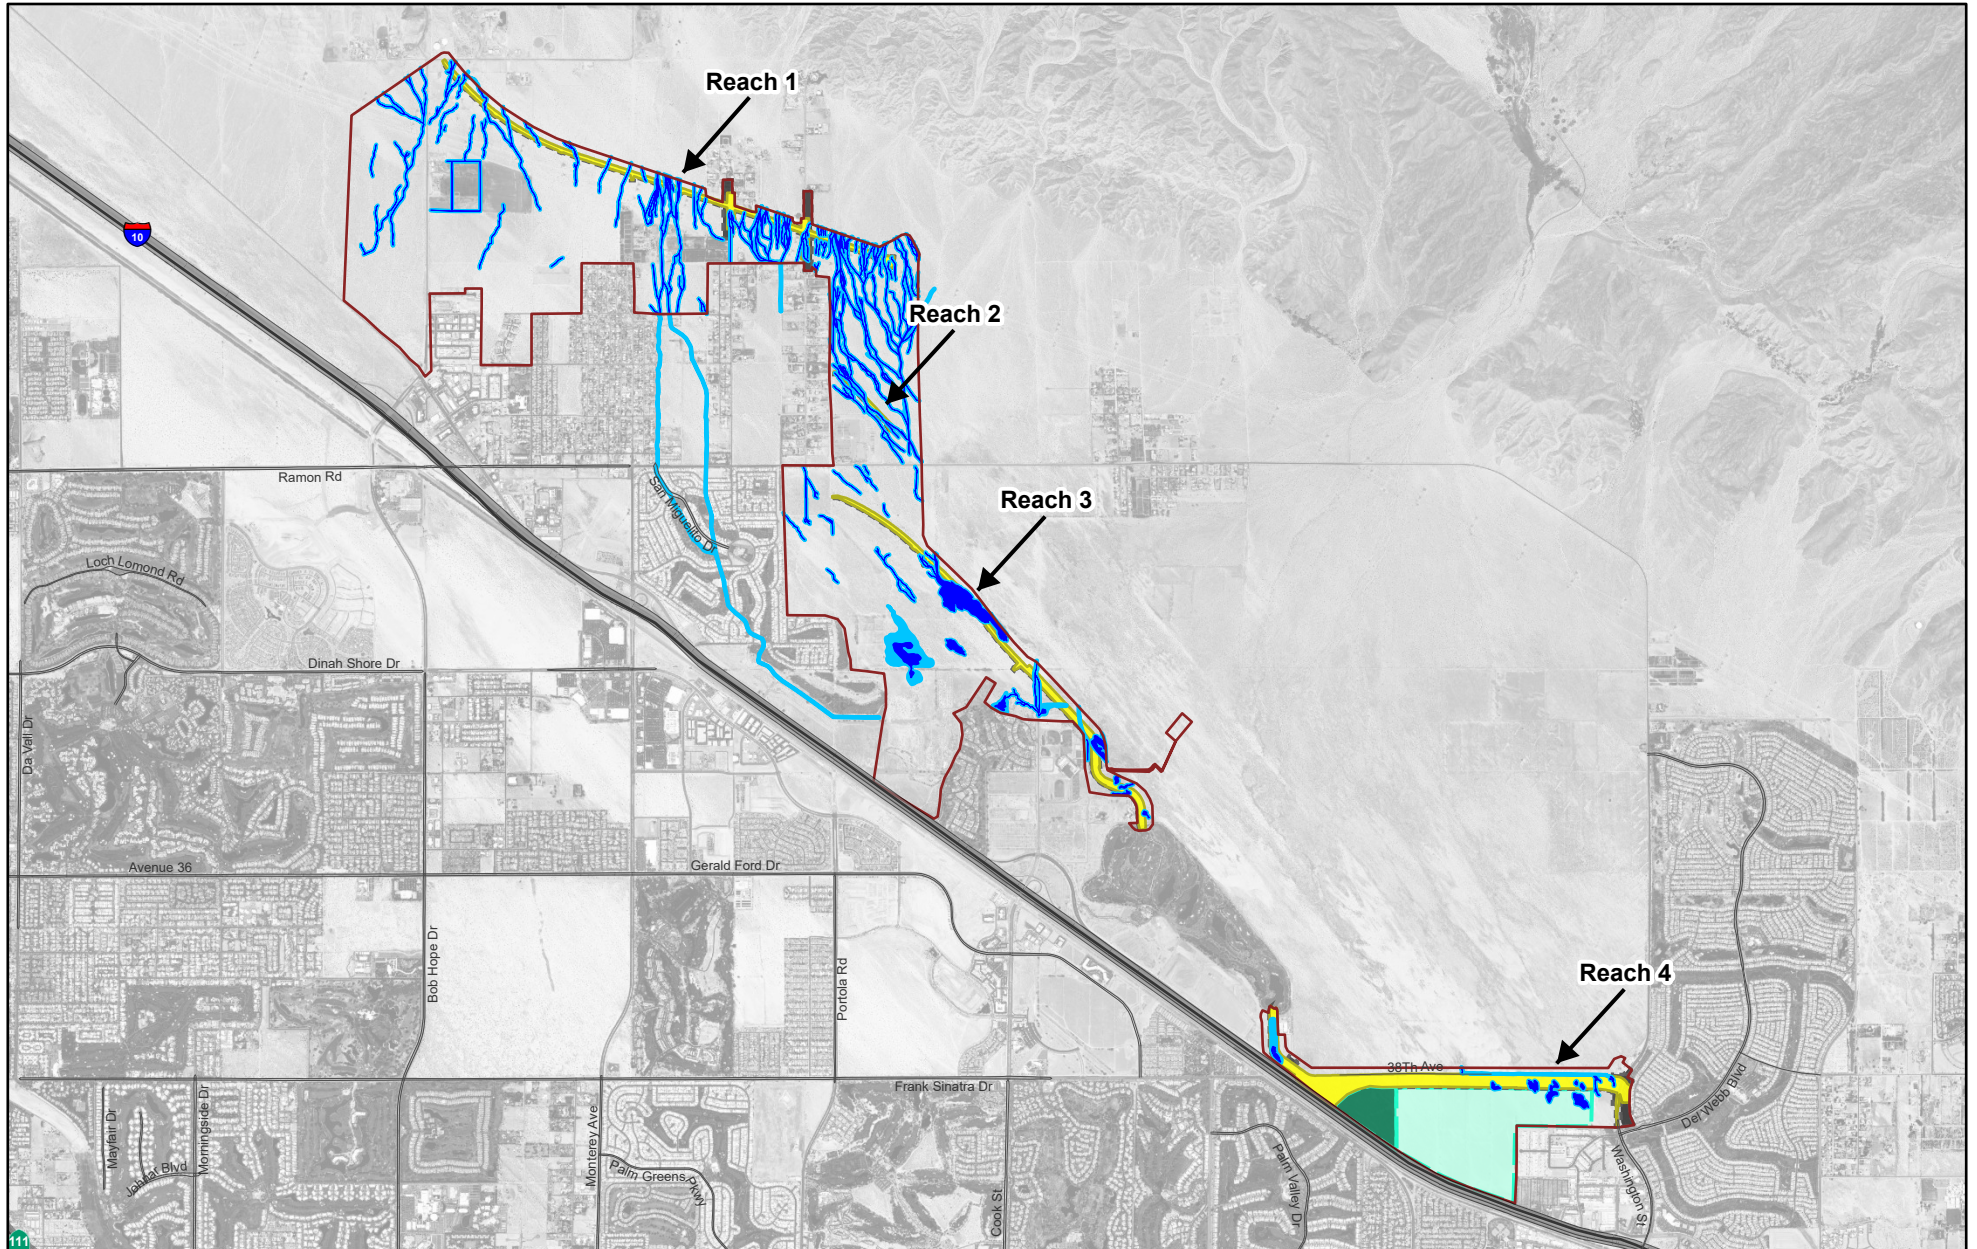 Reach 1
10
Reach 2
Ramon Rd
San Miguelito Dr
Reach 3
Loch Lomond Rd
Dinah Shore Dr
Da Vall Dr
Avenue 36
Gerald Ford Dr
Bob Hope Dr
Portola Rd
Reach 4
38Th Ave
Frank Sinatra Dr
Mayfair Dr
Morningside Dr
Monterey Ave
Del Webb Blvd
Johnar Blvd
Palm Greens Pkwy
Cook St
Palm Valley Dr
Washington St
111